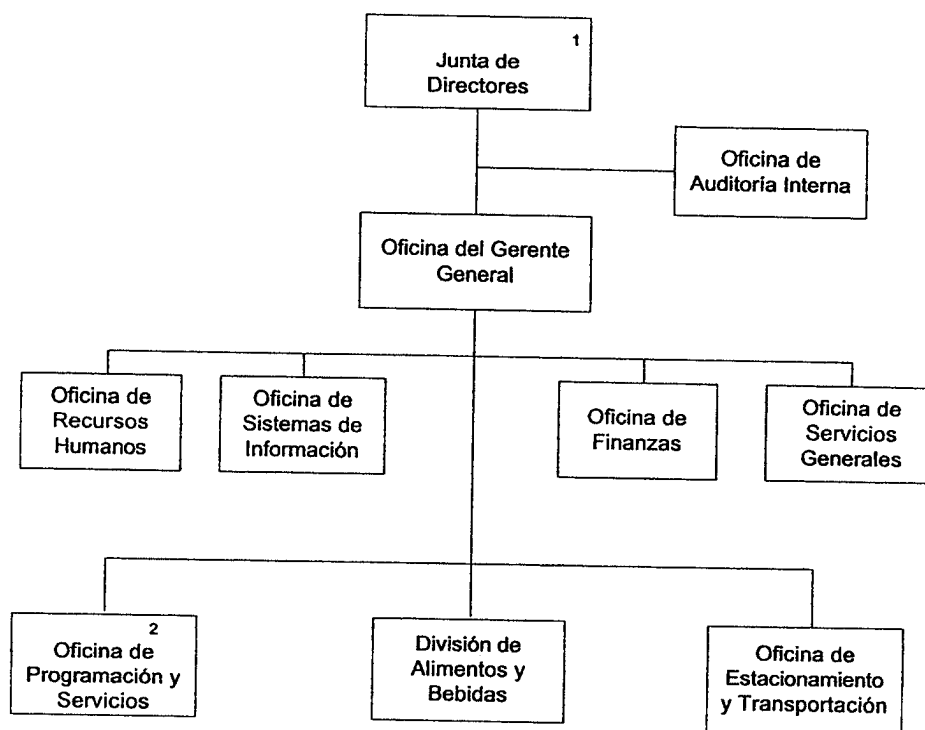 1
Junta de
Directores
Oficina de
Auditoría Interna
Oficina del Gerente
General
Oficina de
Recursos
Humanos
Oficina de
Sistemas de
Información
Oficina de
Finanzas
Oficina de
Servicios
Generales
2
Oficina de
Programación y
Servicios
División de
Alimentos y
Bebidas
Oficina de
Estacionamiento
y Transportación